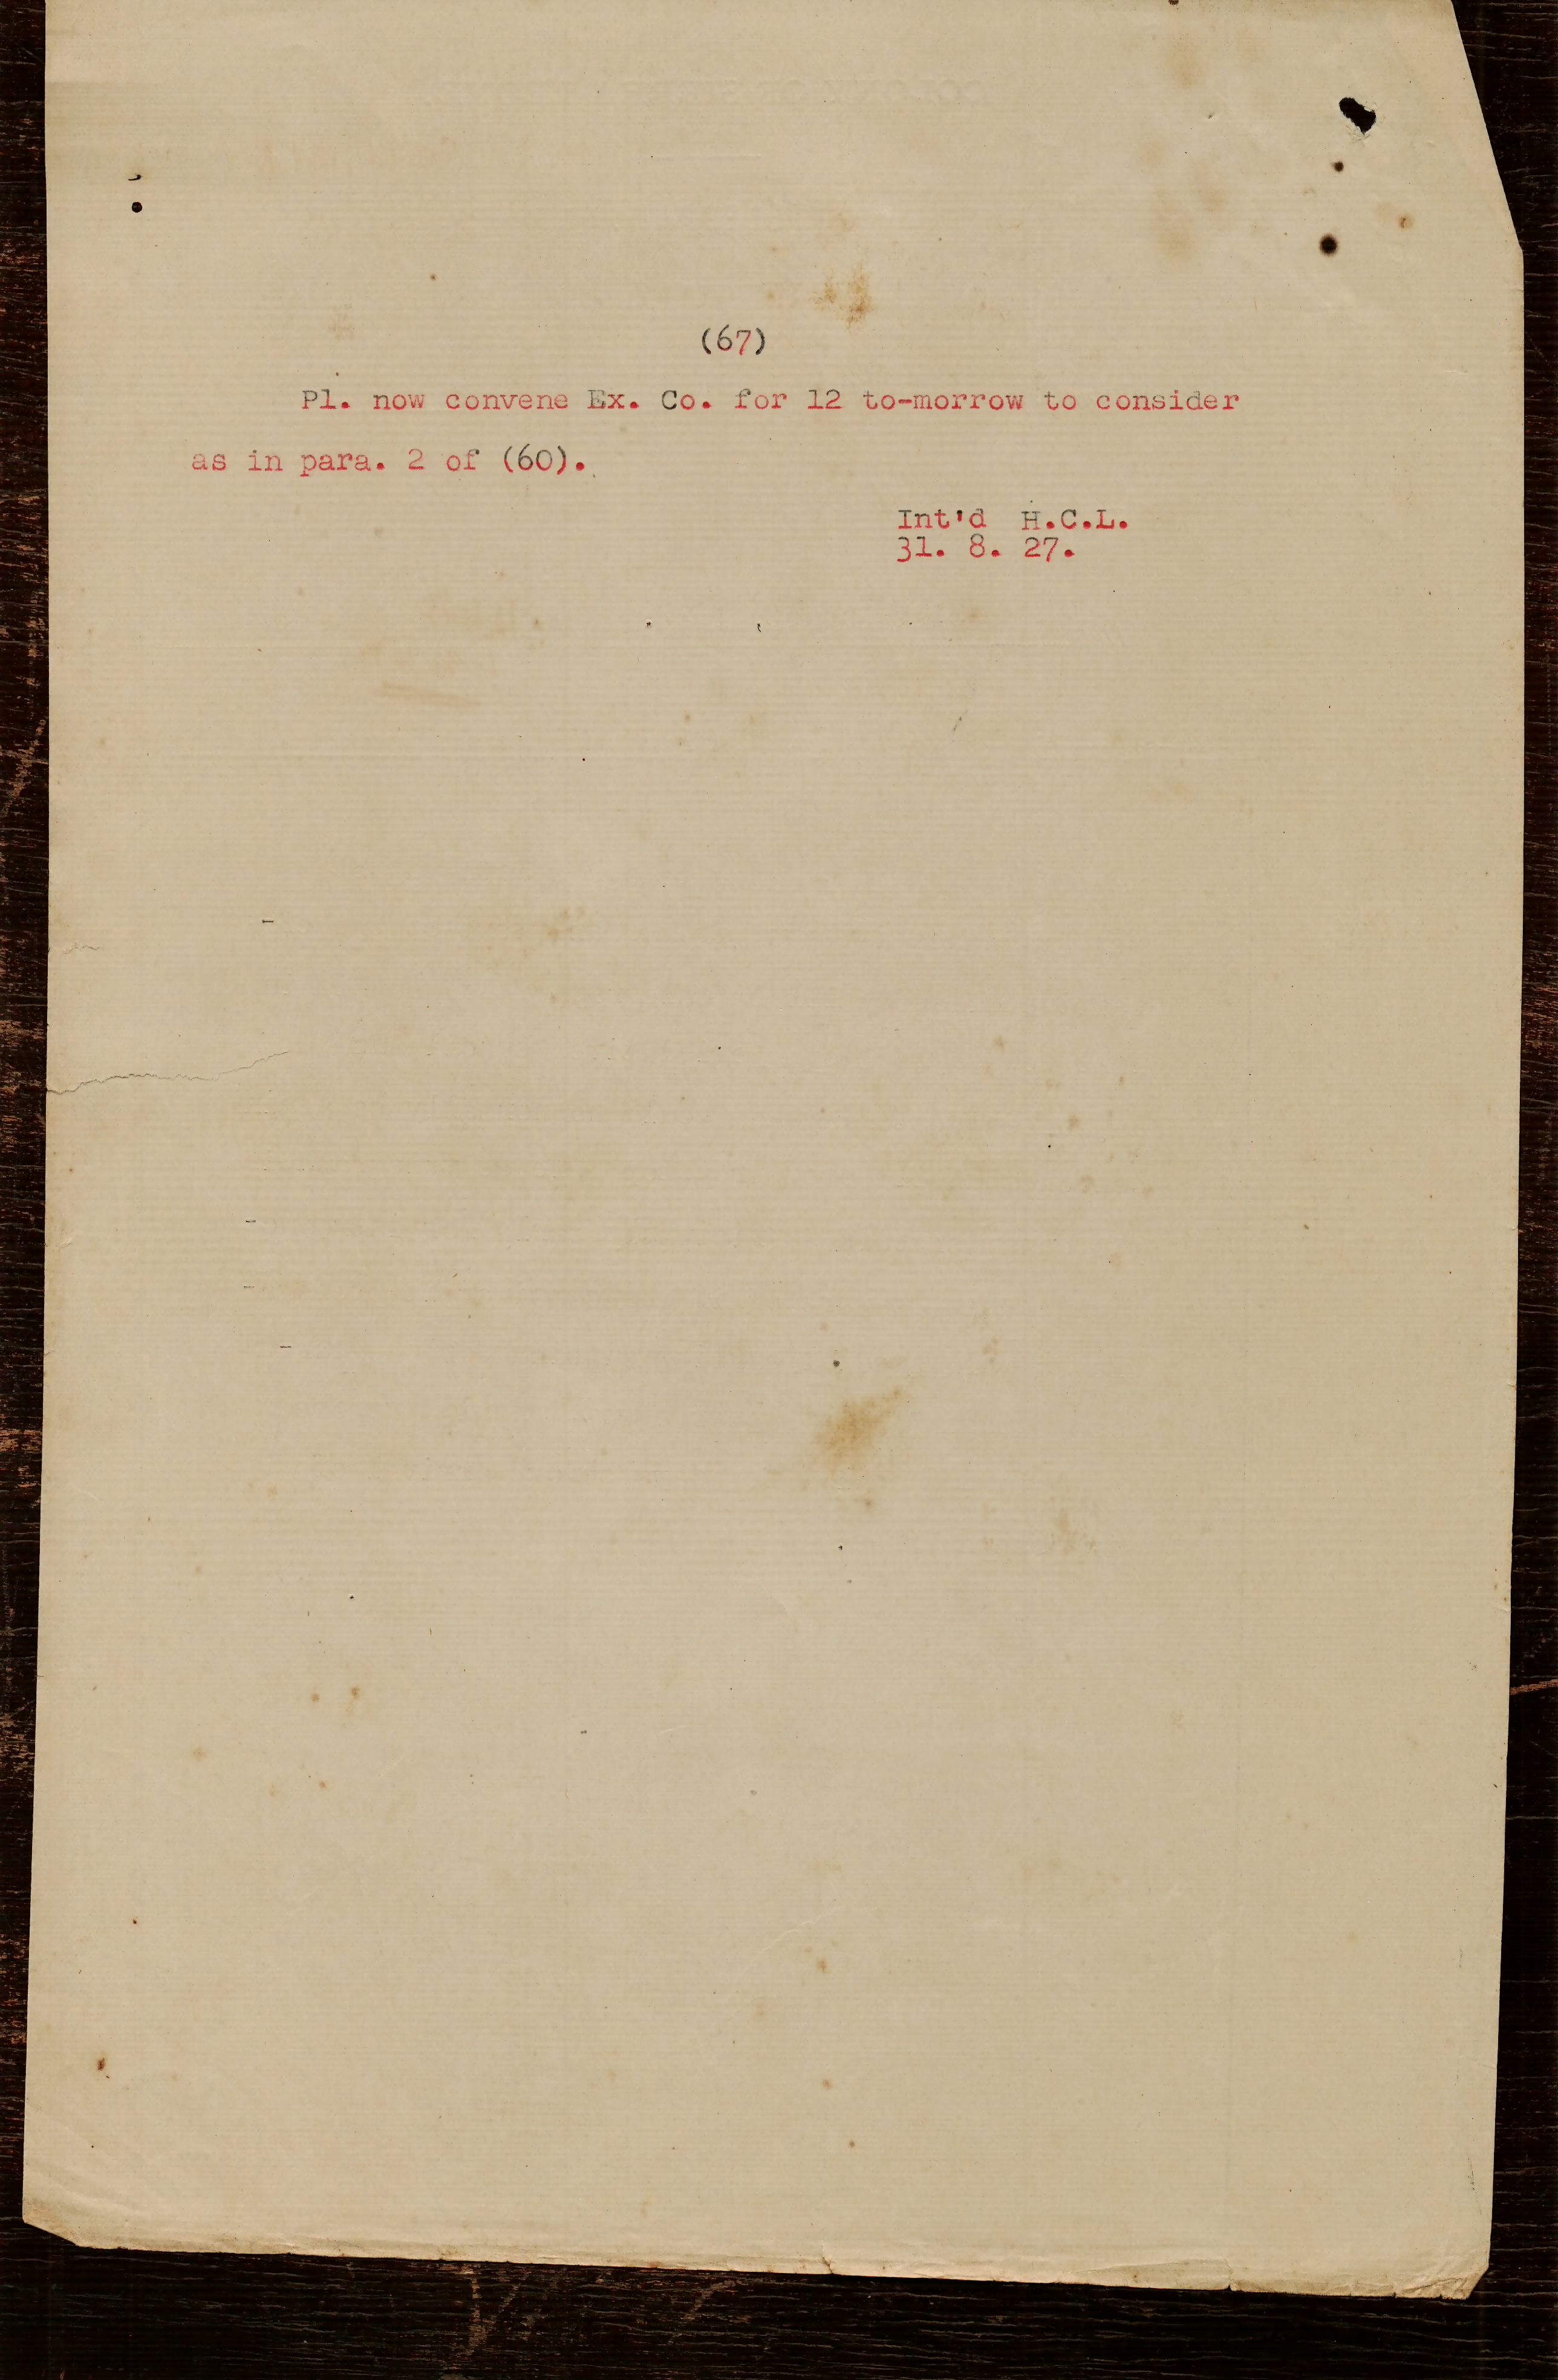 (67)
Pl. now convene Ex. Co. for 12 to-morrow to consider
as in para. 2 of (60).
Int'd H.C.L.
31. 8. 27.